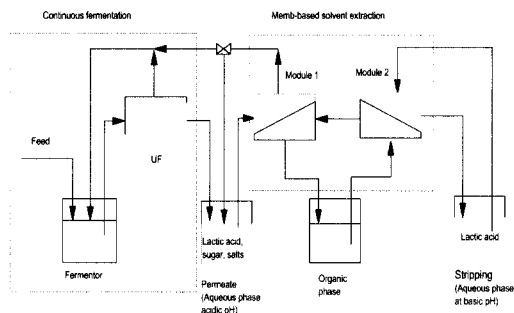 Continuous fermentation
Memb-based solvent extraction
Module 1
Module 2
Feed
UF
Fermentor
Lactic acid,
sugar, salts
Permeate
(Aqueous phase
acidic pH)
Organic
phase
Lactic acid
Stripping
(Aqueous phase
at basic pH)